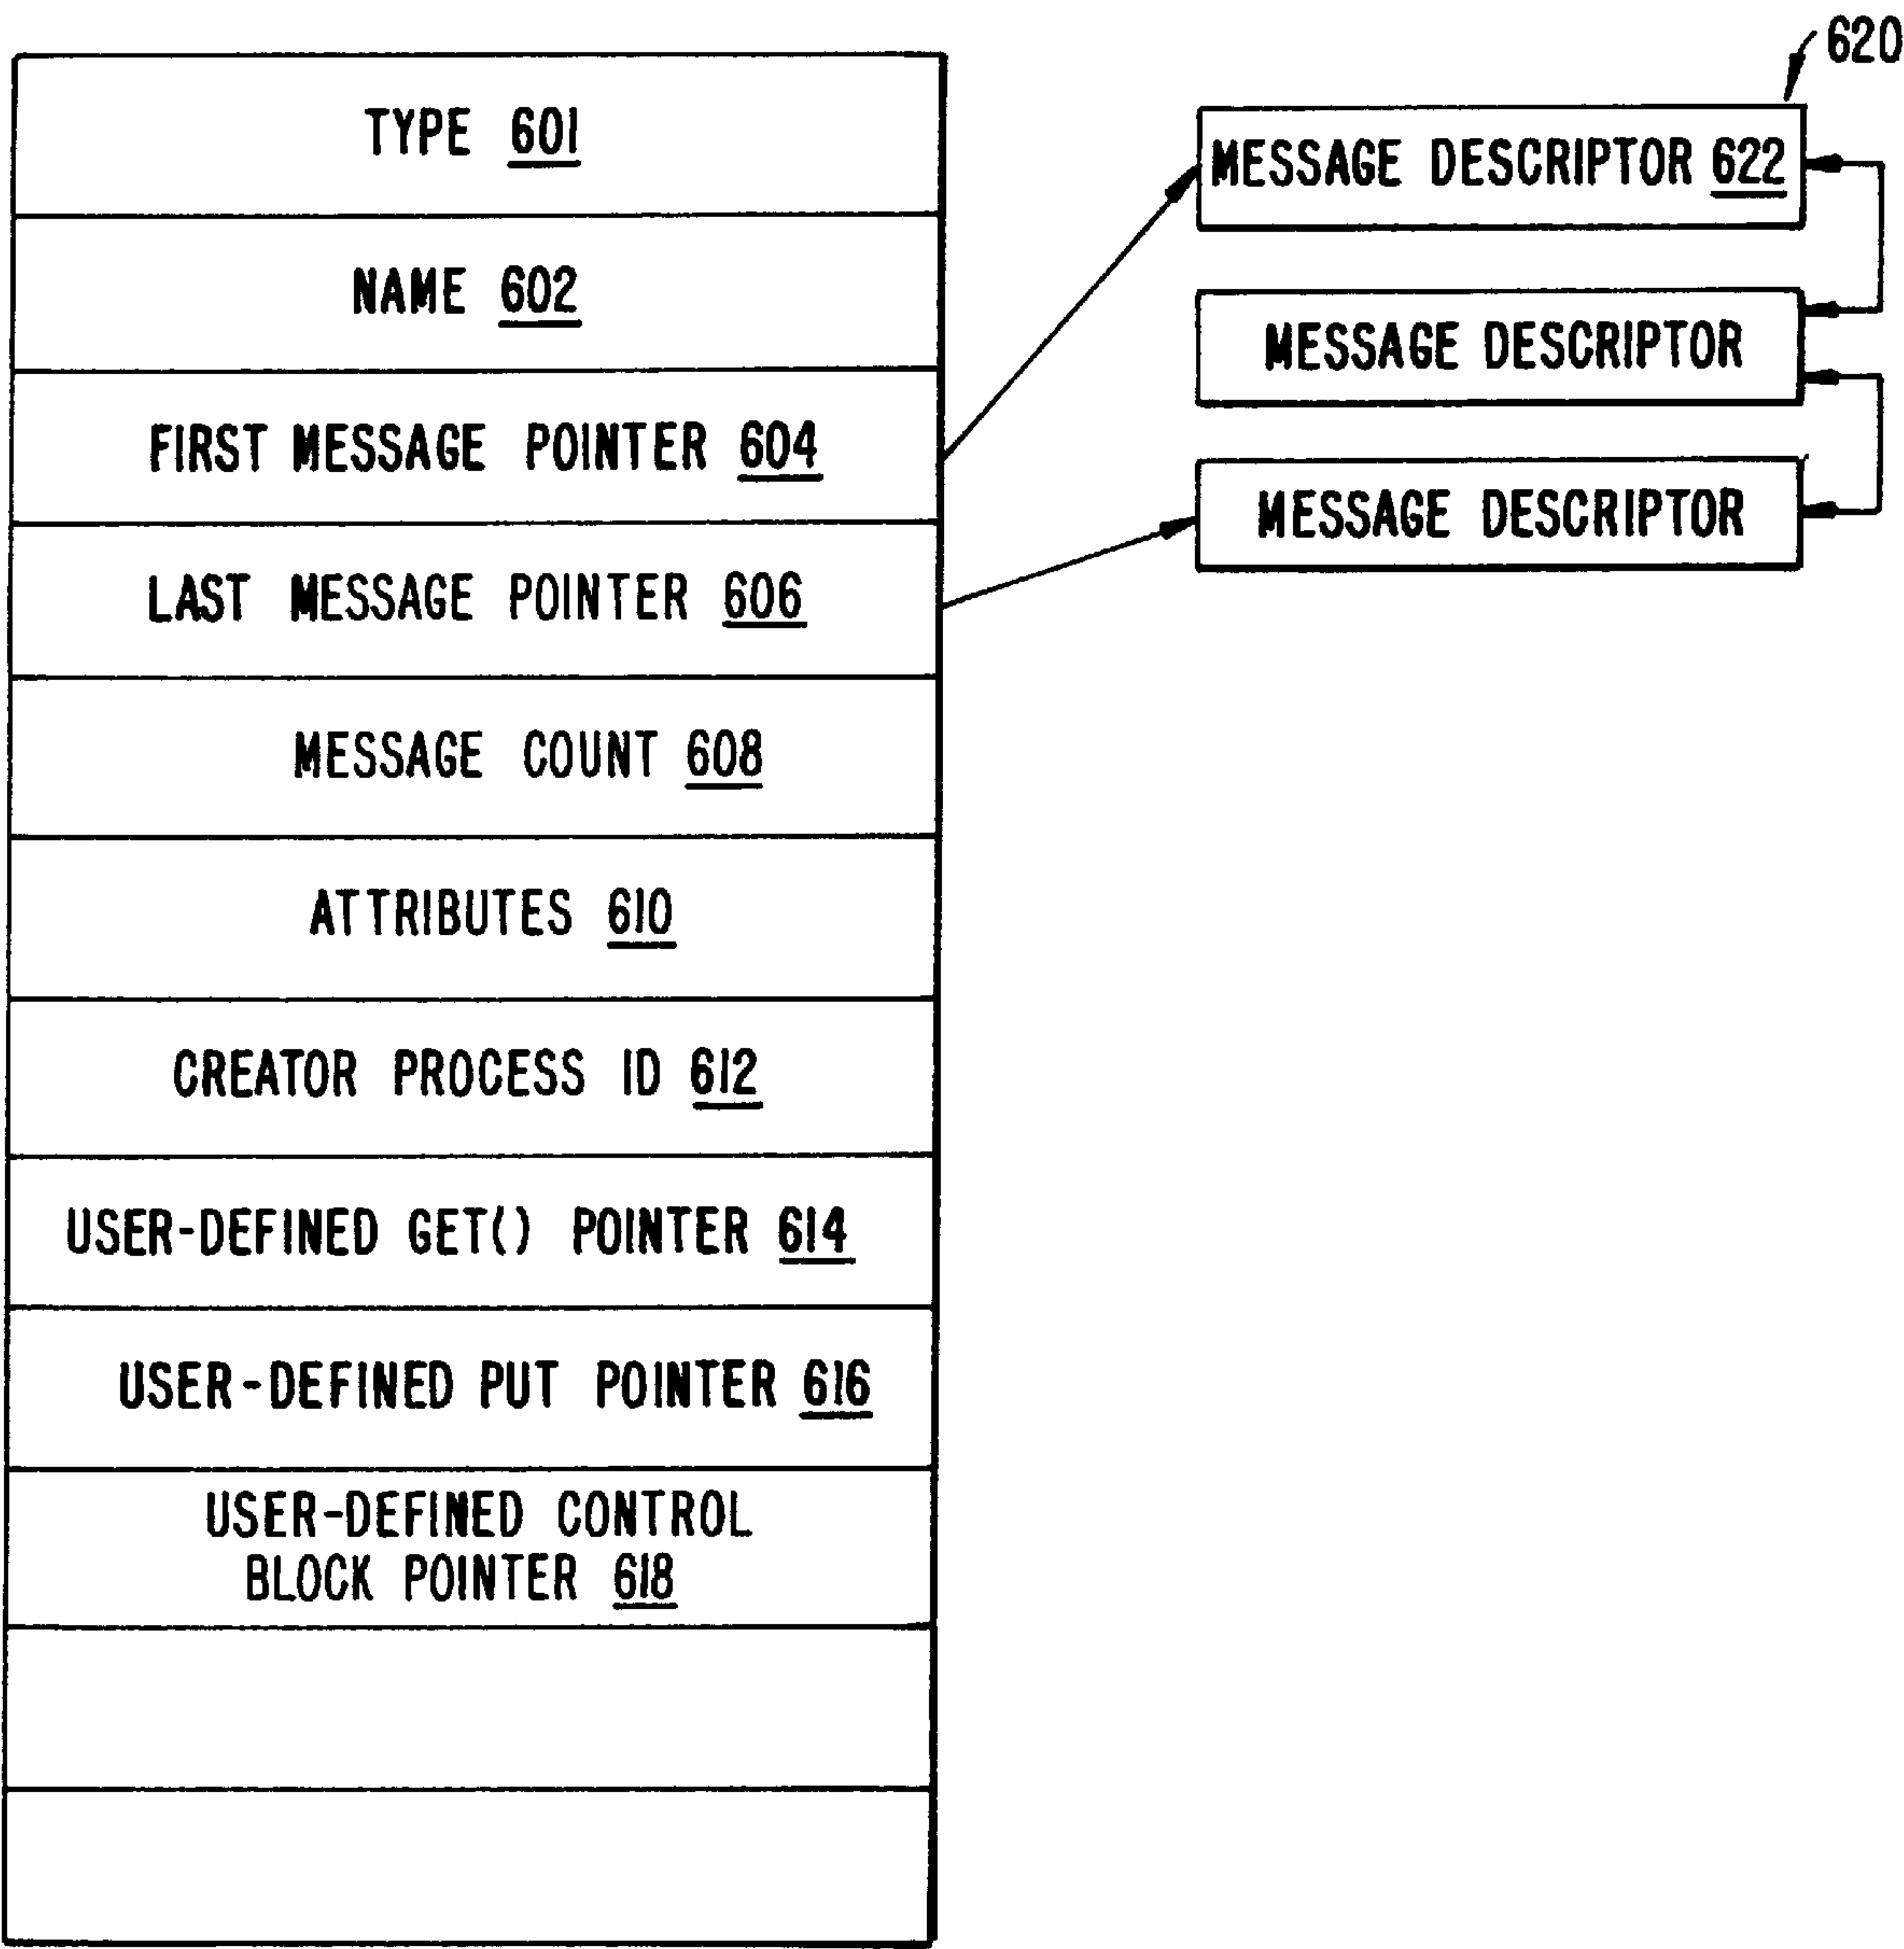 TYPE 601
NAME 602
FIRST MESSAGE POINTER 604
LAST MESSAGE POINTER 606
MESSAGE COUNT 608
ATTRIBUTES 610
CREATOR PROCESS ID 612
USER-DEFINED GET() POINTER 614
USER-DEFINED PUT POINTER 616
USER-DEFINED CONTROL
BLOCK POINTER 618
620
MESSAGE DESCRIPTOR 622
MESSAGE DESCRIPTOR
MESSAGE DESCRIPTOR